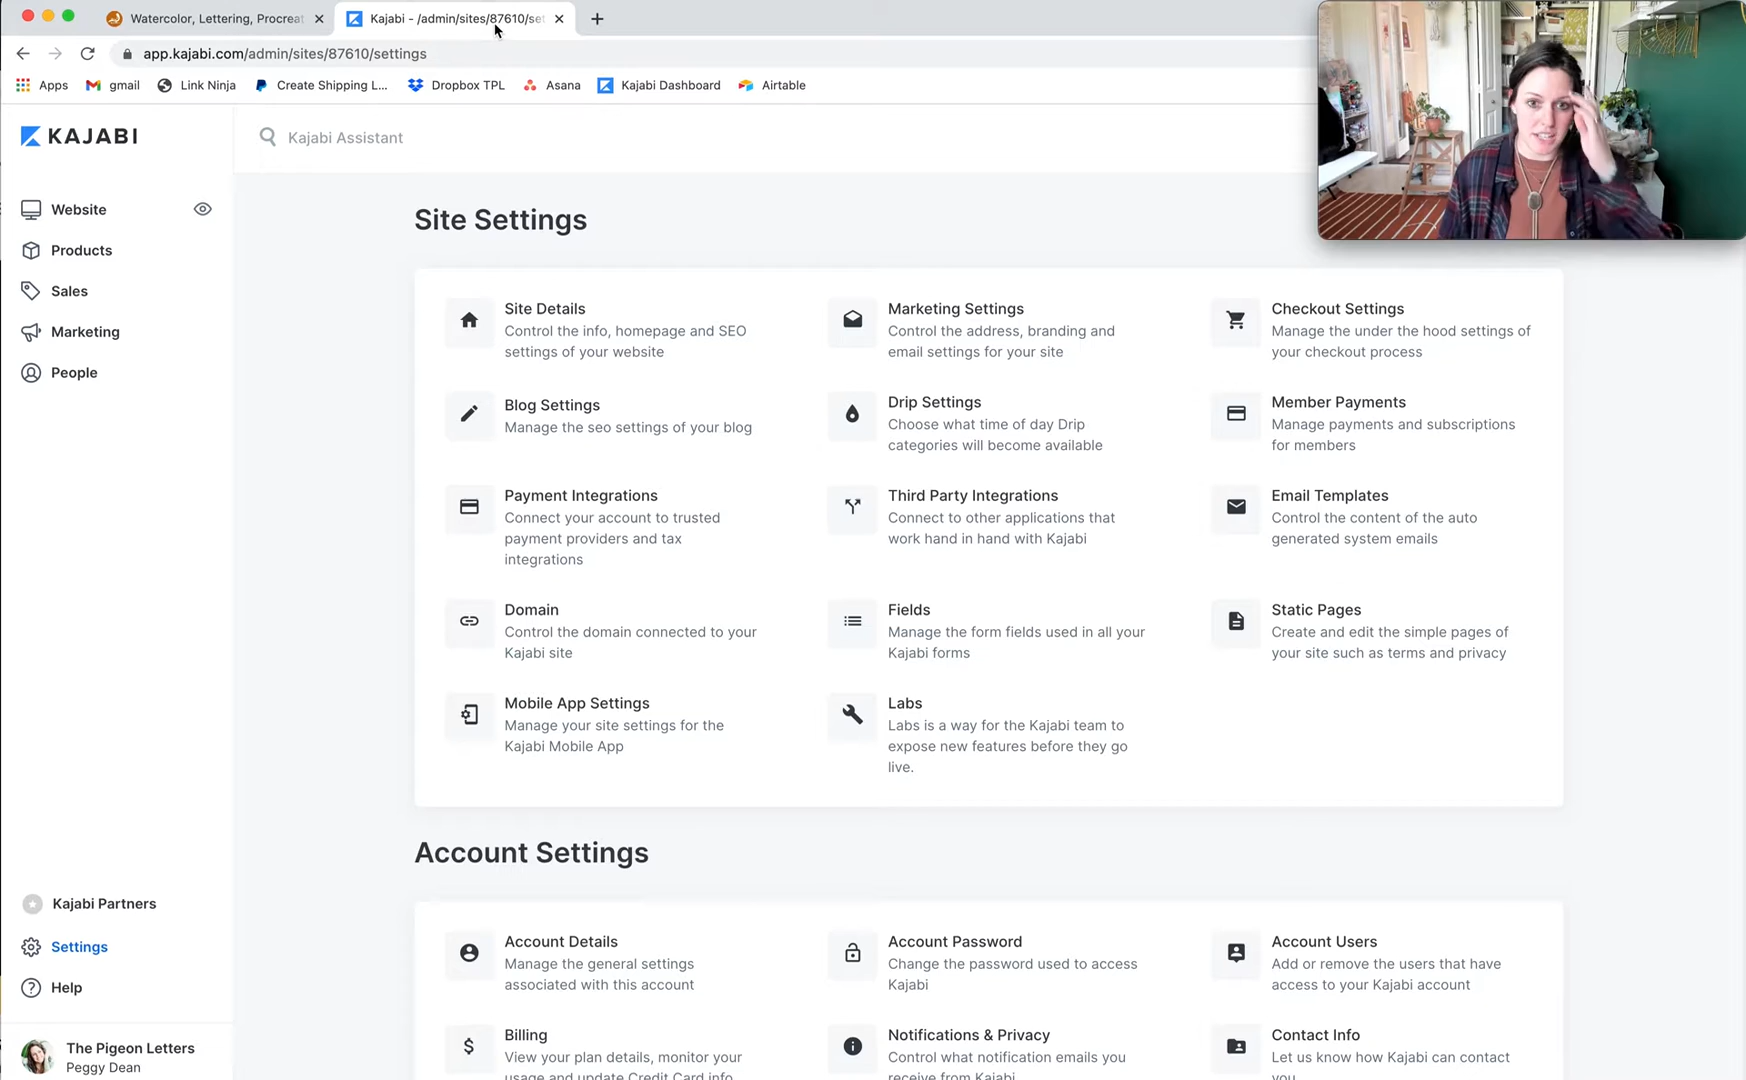 Watercolor, Lettering, Procreat
Kajabi - /admin/sites/87610/set
app.kajabi.com/admin/sites/87610/settings
Apps
gmail
Link Ninja
Create Shipping L...
Dropbox TPL
Asana
Kajabi Dashboard
Airtable
KAJABI
Kajabi Assistant
Website
Products
Sales
Marketing
People
Site Settings
Site Details
Control the info, homepage and SEO
settings of your website
Marketing Settings
Control the address, branding and
email settings for your site
Checkout Settings
Manage the under the hood settings of
your checkout process
Blog Settings
Manage the seo settings of your blog
Drip Settings
Choose what time of day Drip
categories will become available
Member Payments
Manage payments and subscriptions
for members
Payment Integrations
Connect your account to trusted
payment providers and tax
integrations
Third Party Integrations
Connect to other applications that
work hand in hand with Kajabi
Email Templates
Control the content of the auto
generated system emails
Domain
Control the domain connected to your
Kajabi site
Fields
Manage the form fields used in all your
Kajabi forms
Static Pages
Create and edit the simple pages of
your site such as terms and privacy
Mobile App Settings
Manage your site settings for the
Kajabi Mobile App
Labs
Labs is a way for the Kajabi team to
expose new features before they go
live.
Account Settings
Account Details
Manage the general settings
associated with this account
Account Password
Change the password used to access
Kajabi
Account Users
Add or remove the users that have
access to your Kajabi account
Billing
View your plan details, monitor your
usage and update Credit Card info
Notifications & Privacy
Control what notification emails you
receive from Kajabi
Contact Info
Let us know how Kajabi can contact
you
Kajabi Partners
Settings
Help
The Pigeon Letters
Peggy Dean